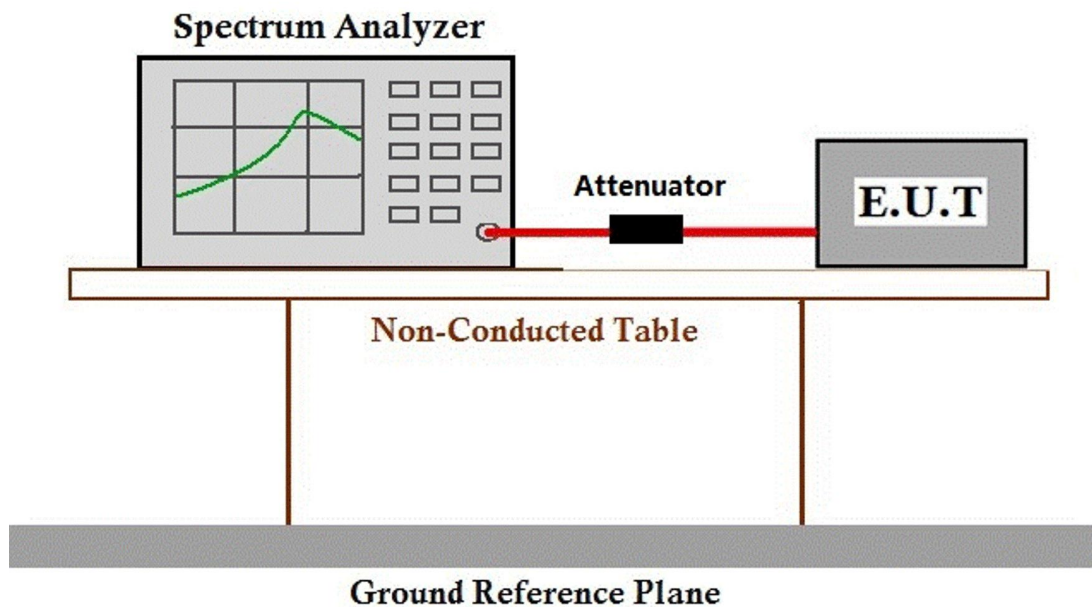 Spectrum Analyzer
Attenuator
E.U.T
Non-Conducted Table
Ground Reference Plane